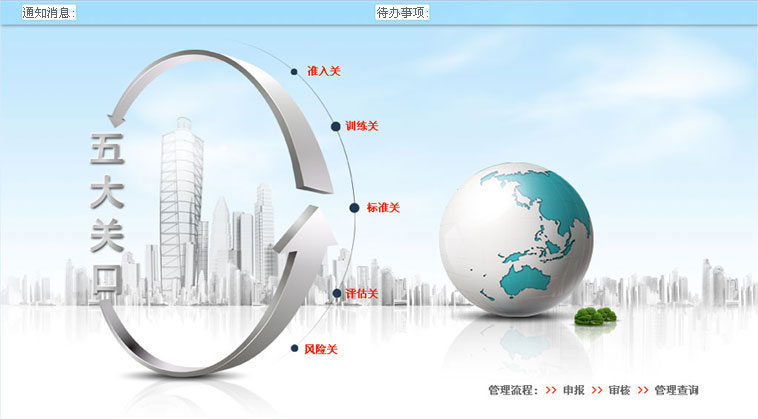 通知消息:
待办事项:
五大关口
准入关
训练关
标准关
评估关
风险关
管理流程: >> 申报 >> 审核 >> 管理查询